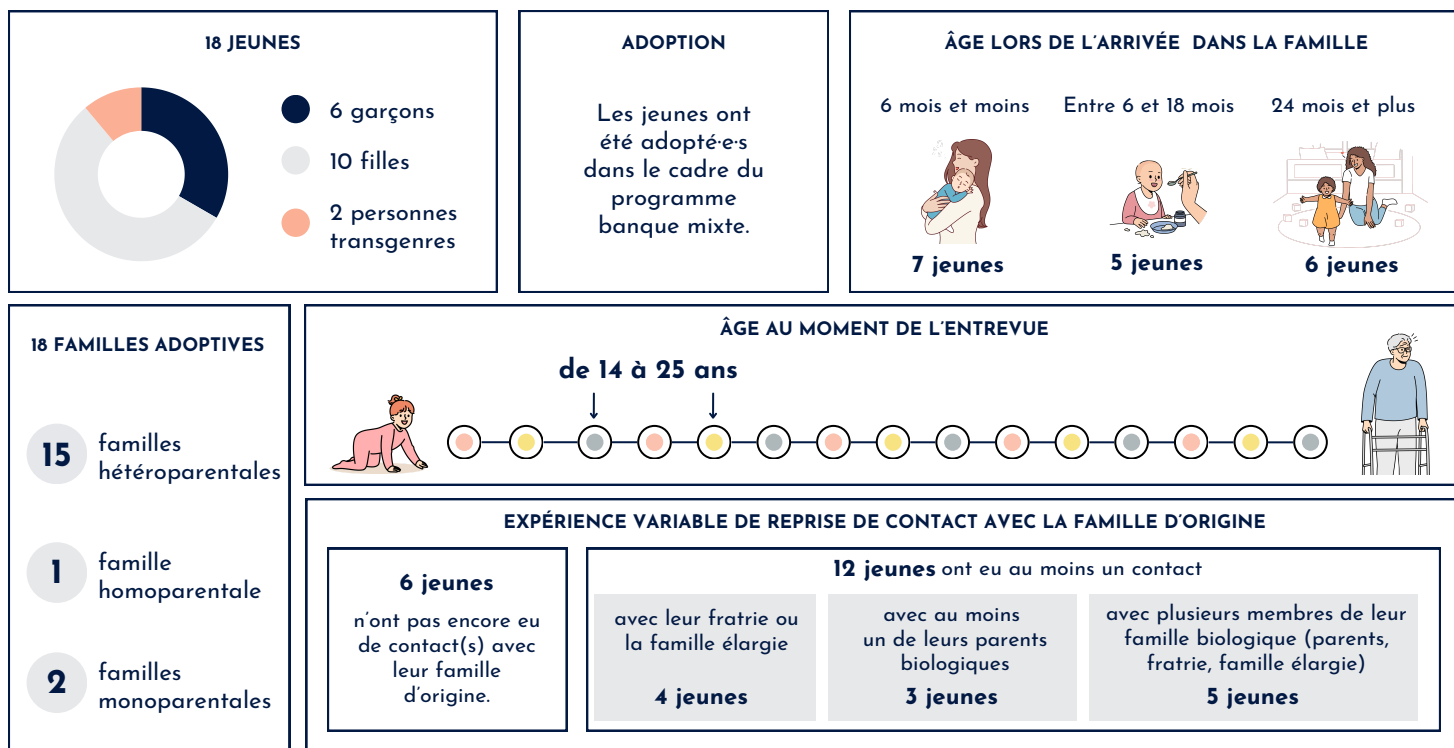 18 JEUNES
6 garçons
10 filles
2 personnes
transgenres
ADOPTION
Les jeunes ont
été adopté·e·s
dans le cadre du
programme
banque mixte.
ÂGE LORS DE L'ARRIVÉE DANS LA FAMILLE
6 mois et moins
7 jeunes
Entre 6 et 18 mois
5 jeunes
24 mois et plus
6 jeunes
18 FAMILLES ADOPTIVES
15
familles
hétéroparentales
1
famille
homoparentale
2
familles
monoparentales
ÂGE AU MOMENT DE L'ENTREVUE
de 14 à 25 ans
EXPÉRIENCE VARIABLE DE REPRISE DE CONTACT AVEC LA FAMILLE D'ORIGINE
6 jeunes
n'ont pas encore eu
de contact(s) avec
leur famille
d'origine.
12 jeunes ont eu au moins un contact
avec leur fratrie ou
la famille élargie
4 jeunes
avec au moins
un de leurs parents
biologiques
3 jeunes
avec plusieurs membres de leur
famille biologique (parents,
fratrie, famille élargie)
5 jeunes